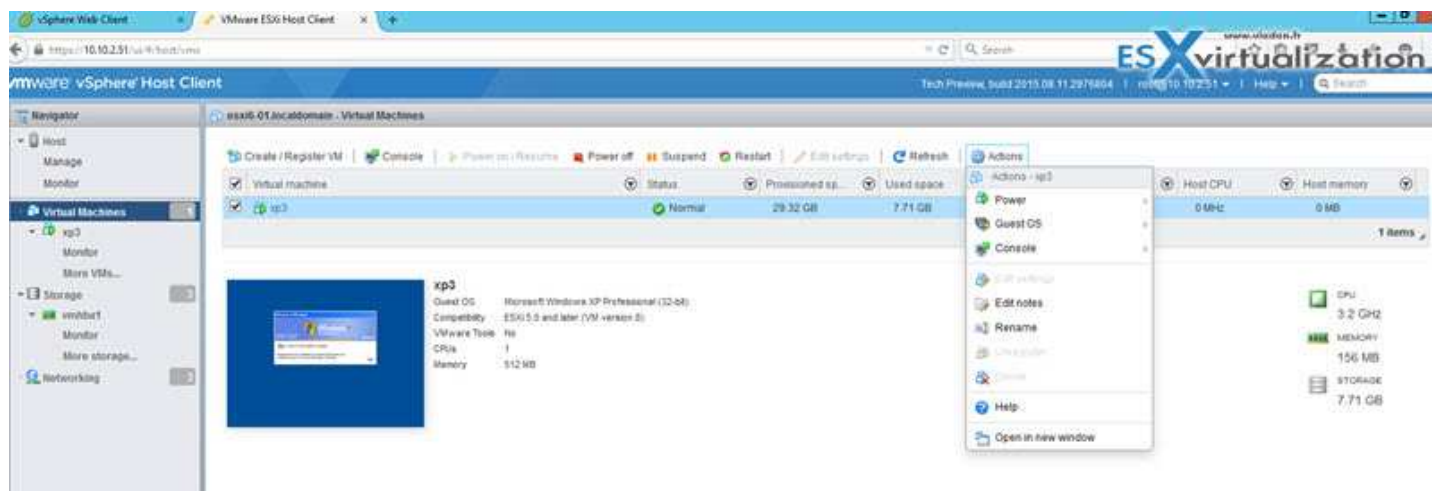 vSphere Web Client
VMware ESXi Host Client
www.vladan.fr
https://10.10.2.51/ui/#/host/vms
Search
ESXvirtualization
vmware vSphere Host Client
Tech Preview, build 2015.08.11.2976804
Help
Search
Navigator
esxi6-01.localdomain - Virtual Machines
Host
Manage
Monitor
Virtual Machines
1
xp3
Monitor
More VMs...
Storage
Monitor
More storage...
Networking
Create / Register VM
Console
Power on / Resume
Power off
Suspend
Restart
Edit settings
Refresh
Actions
Virtual machine
Status
Provisioned sp...
Used space
Host CPU
Host memory
xp3
Normal
29.32 GB
7.71 GB
0 MHz
0 MB
1 items
Actions - xp3
Power
Guest OS
Console
Edit settings
Edit notes
Rename
Delete
Help
Open in new window
xp3
Guest OS Microsoft Windows XP Professional (32-bit)
Compatibility ESXi 5.0 and later (VM version 8)
VMware Tools No
CPUs 1
Memory 512 MB
CPU
3.2 GHz
MEMORY
156 MB
STORAGE
7.71 GB